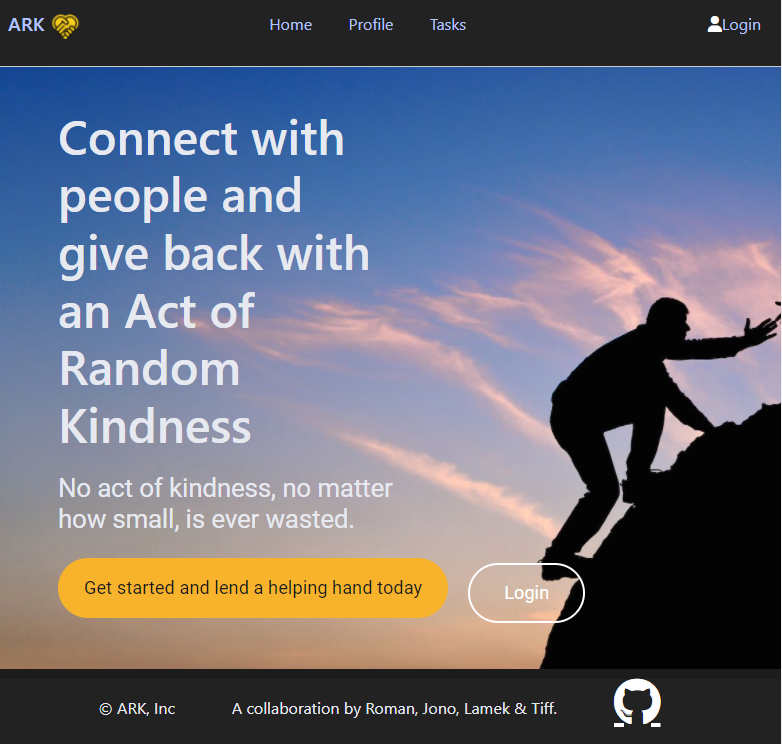 ARK
Home Profile Tasks
Login
Connect with
people and
give back with
an Act of
Random
Kindness
No act of kindness, no matter
how small, is ever wasted.
Get started and lend a helping hand today
Login
© ARK, Inc
A collaboration by Roman, Jono, Lamek & Tiff.